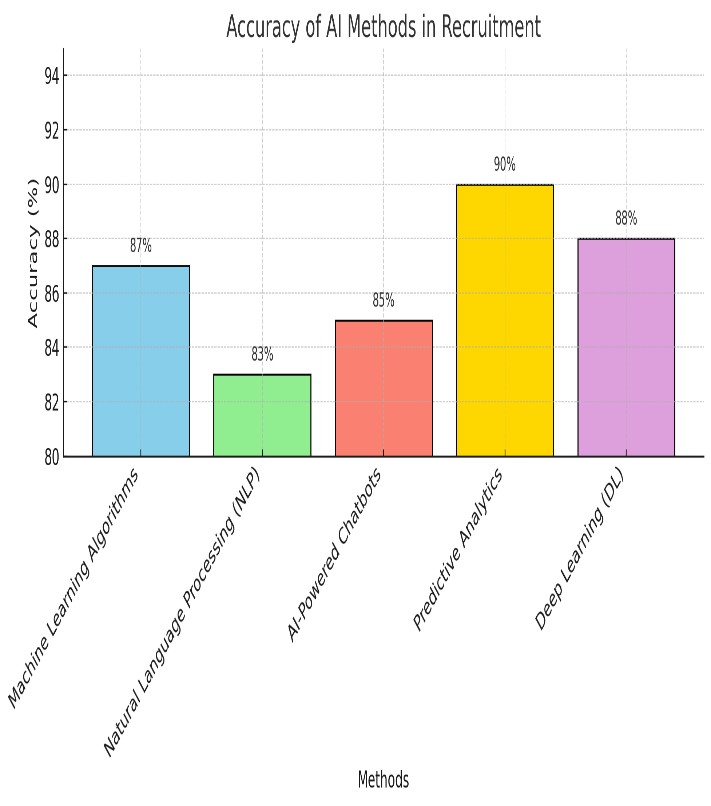 Accuracy of AI Methods in Recruitment
Accuracy (%)
94
92
90
88
86
84
82
80
87%
83%
85%
90%
88%
Machine Learning Algorithms
Natural Language Processing (NLP)
AI-Powered Chatbots
Predictive Analytics
Deep Learning (DL)
Methods